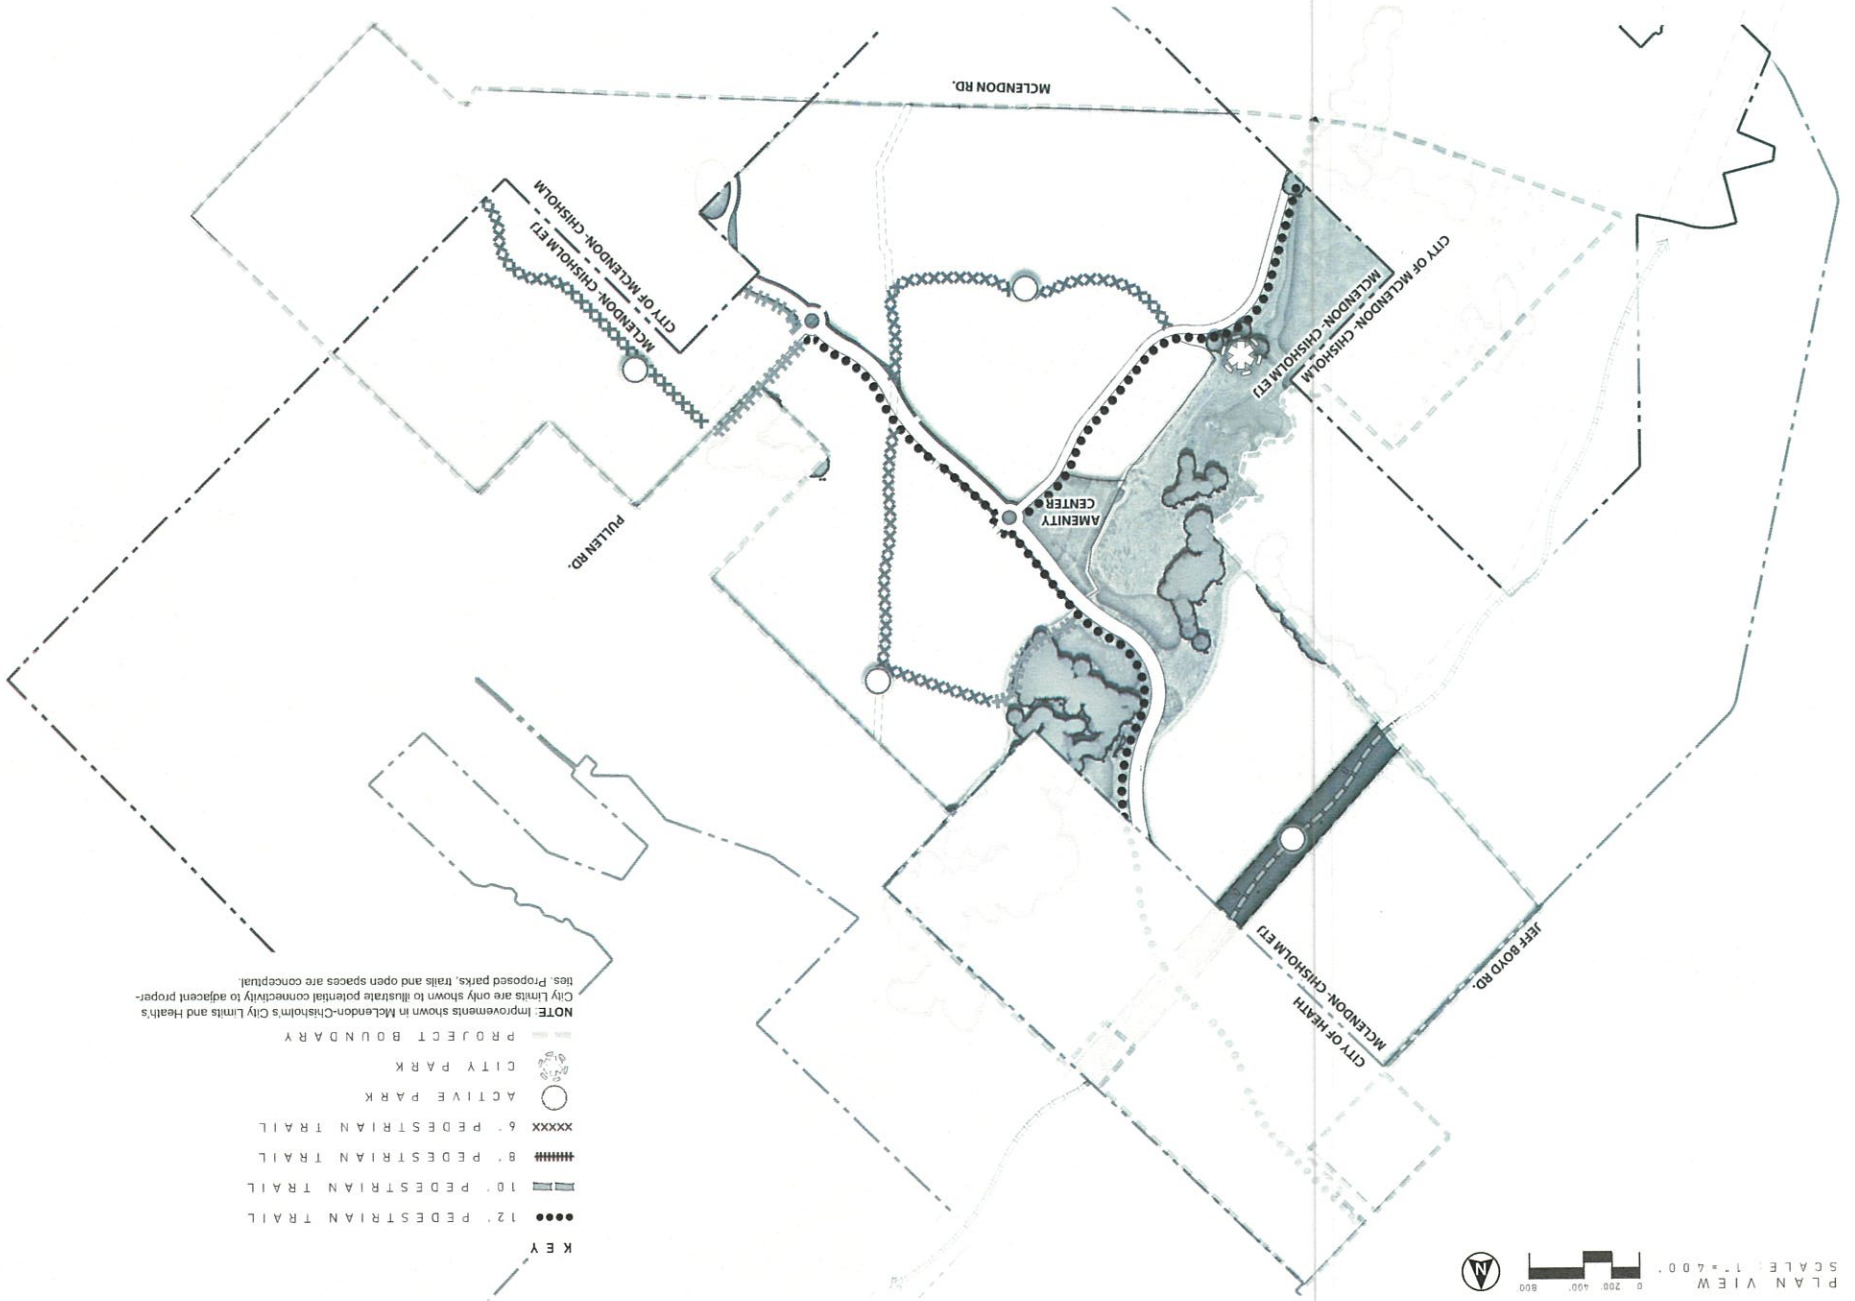 PLAN VIEW
SCALE: 1"=400'
0 200' 400' 800'
N
KEY
12' PEDESTRIAN TRAIL
10' PEDESTRIAN TRAIL
8' PEDESTRIAN TRAIL
6' PEDESTRIAN TRAIL
ACTIVE PARK
CITY PARK
PROJECT BOUNDARY
NOTE: Improvements shown in McLendon-Chisholm's City Limits and Heath's
City Limits are only shown to illustrate potential connectivity to adjacent proper-
ties. Proposed parks, trails and open spaces are conceptual.
CITY OF HEATH
MCLENDON- CHISHOLM ETJ
JEFF BOYD RD.
PULLEN RD.
AMENITY
CENTER
MCLENDON- CHISHOLM ETJ
CITY OF MCLENDON- CHISHOLM
MCLENDON- CHISHOLM ETJ
CITY OF MCLENDON- CHISHOLM
MCLENDON RD.